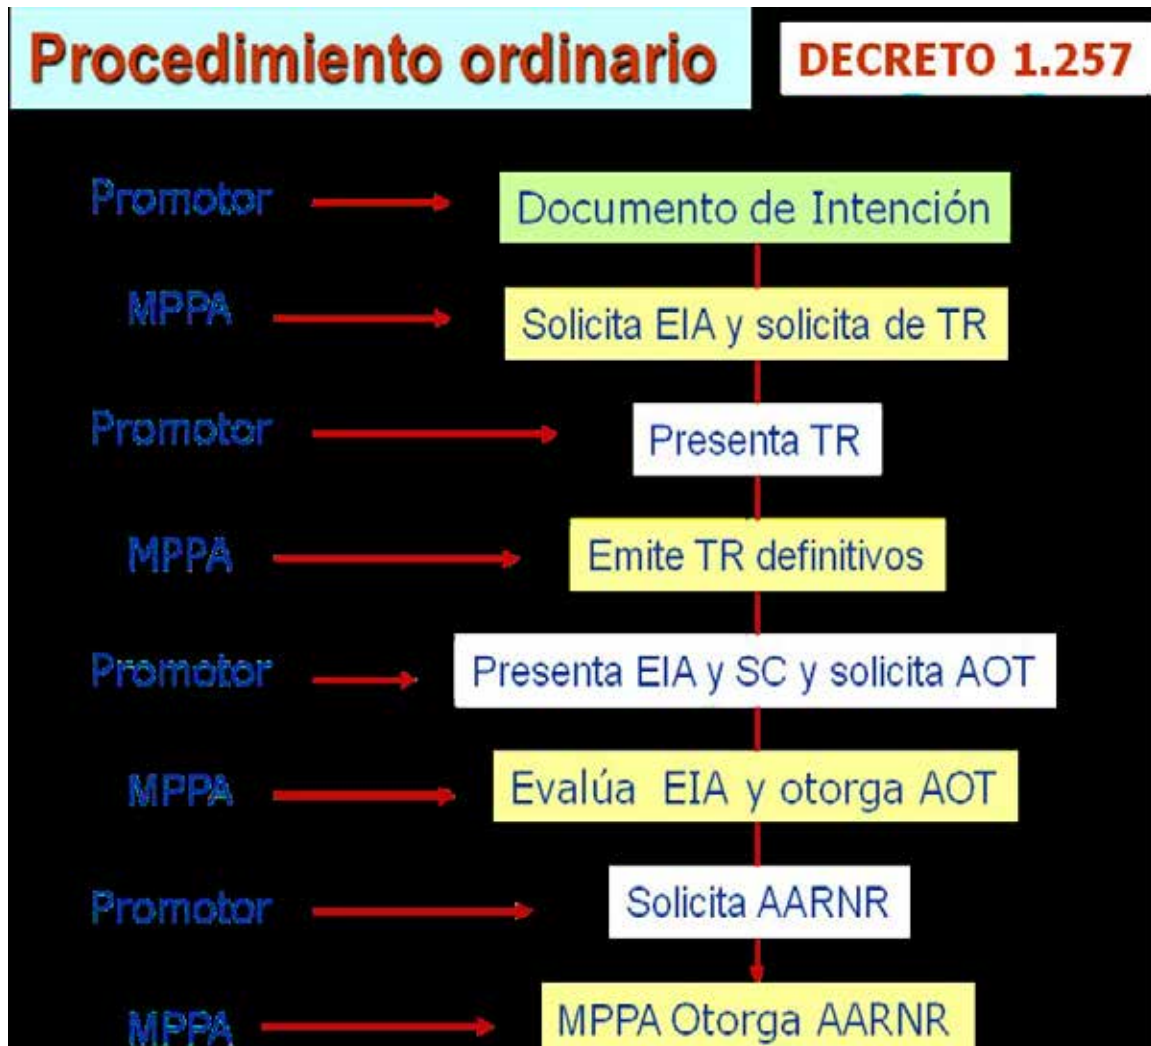 Procedimiento ordinario
DECRETO 1.257
Promotor
Documento de Intención
MPPA
Solicita EIA y solicita de TR
Promotor
Presenta TR
MPPA
Emite TR definitivos
Promotor
Presenta EIA y SC y solicita AOT
MPPA
Evalúa EIA y otorga AOT
Promotor
Solicita AARNR
MPPA
MPPA Otorga AARNR